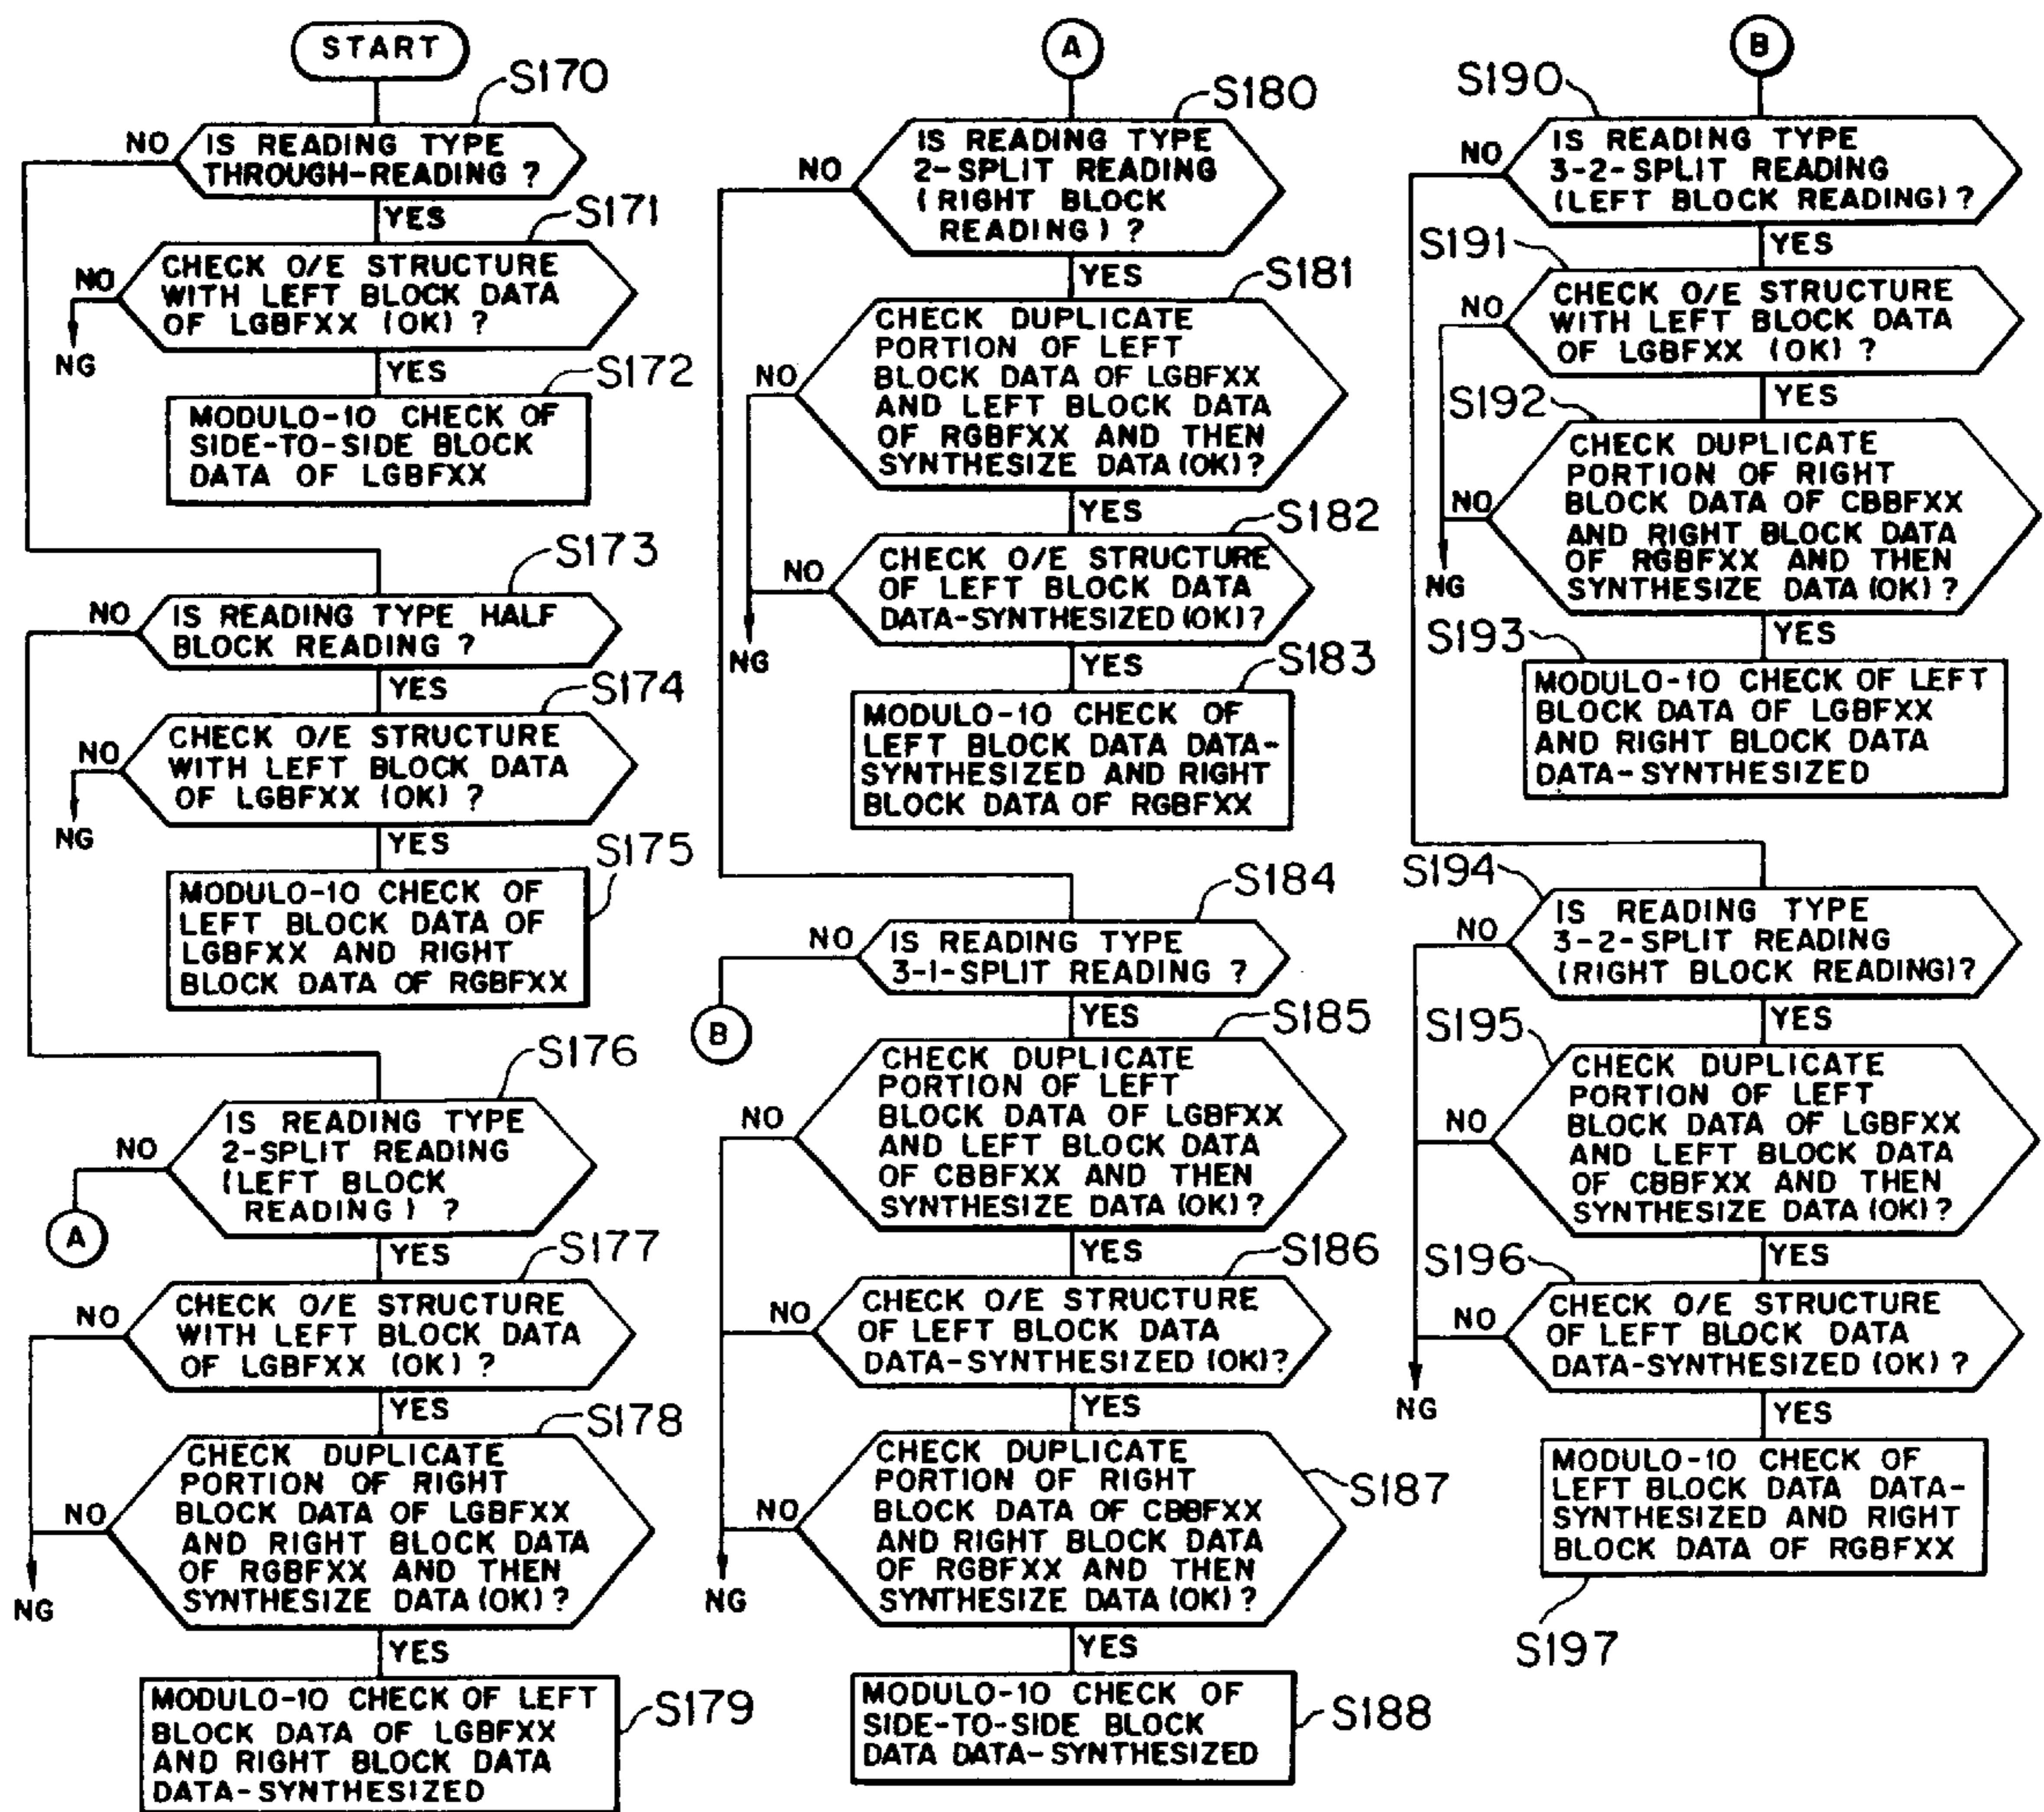 START
S170
NO
IS READING TYPE
THROUGH-READING ?
YES
S171
NO
CHECK O/E STRUCTURE
WITH LEFT BLOCK DATA
OF LGBFXX (OK) ?
NG
YES
S172
MODULO-10 CHECK OF
SIDE-TO-SIDE BLOCK
DATA OF LGBFXX
S173
NO
IS READING TYPE HALF
BLOCK READING ?
YES
S174
NO
CHECK O/E STRUCTURE
WITH LEFT BLOCK DATA
OF LGBFXX (OK) ?
NG
YES
S175
MODULO-10 CHECK OF
LEFT BLOCK DATA OF
LGBFXX AND RIGHT
BLOCK DATA OF RGBFXX
S176
NO
IS READING TYPE
2-SPLIT READING
(LEFT BLOCK
READING) ?
A
YES
S177
NO
CHECK O/E STRUCTURE
WITH LEFT BLOCK DATA
OF LGBFXX (OK) ?
YES
S178
NO
CHECK DUPLICATE
PORTION OF RIGHT
BLOCK DATA OF LGBFXX
AND RIGHT BLOCK DATA
OF RGBFXX AND THEN
SYNTHESIZE DATA (OK) ?
NG
YES
S179
MODULO-10 CHECK OF LEFT
BLOCK DATA OF LGBFXX
AND RIGHT BLOCK DATA
DATA-SYNTHESIZED
A
S180
NO
IS READING TYPE
2-SPLIT READING
(RIGHT BLOCK
READING) ?
YES
S181
NO
CHECK DUPLICATE
PORTION OF LEFT
BLOCK DATA OF LGBFXX
AND LEFT BLOCK DATA
OF RGBFXX AND THEN
SYNTHESIZE DATA (OK)?
YES
S182
NO
CHECK O/E STRUCTURE
OF LEFT BLOCK DATA
DATA-SYNTHESIZED (OK)?
NG
YES
S183
MODULO-10 CHECK OF
LEFT BLOCK DATA DATA-
SYNTHESIZED AND RIGHT
BLOCK DATA OF RGBFXX
S184
NO
IS READING TYPE
3-1-SPLIT READING ?
B
YES
S185
NO
CHECK DUPLICATE
PORTION OF LEFT
BLOCK DATA OF LGBFXX
AND LEFT BLOCK DATA
OF CBBFXX AND THEN
SYNTHESIZE DATA (OK) ?
YES
S186
NO
CHECK O/E STRUCTURE
OF LEFT BLOCK DATA
DATA-SYNTHESIZED (OK)?
YES
S187
NO
CHECK DUPLICATE
PORTION OF RIGHT
BLOCK DATA OF CBBFXX
AND RIGHT BLOCK DATA
OF RGBFXX AND THEN
SYNTHESIZE DATA (OK) ?
NG
YES
S188
MODULO-10 CHECK OF
SIDE-TO-SIDE BLOCK
DATA DATA-SYNTHESIZED
B
S190
NO
IS READING TYPE
3-2-SPLIT READING
(LEFT BLOCK READING) ?
YES
S191
NO
CHECK O/E STRUCTURE
WITH LEFT BLOCK DATA
OF LGBFXX (OK) ?
YES
S192
NO
CHECK DUPLICATE
PORTION OF RIGHT
BLOCK DATA OF CBBFXX
AND RIGHT BLOCK DATA
OF RGBFXX AND THEN
SYNTHESIZE DATA (OK) ?
NG
YES
S193
MODULO-10 CHECK OF LEFT
BLOCK DATA OF LGBFXX
AND RIGHT BLOCK DATA
DATA-SYNTHESIZED
S194
NO
IS READING TYPE
3-2-SPLIT READING
(RIGHT BLOCK READING)?
YES
S195
NO
CHECK DUPLICATE
PORTION OF LEFT
BLOCK DATA OF LGBFXX
AND LEFT BLOCK DATA
OF CBBFXX AND THEN
SYNTHESIZE DATA (OK) ?
YES
S196
NO
CHECK O/E STRUCTURE
OF LEFT BLOCK DATA
DATA-SYNTHESIZED (OK) ?
NG
YES
MODULO-10 CHECK OF
LEFT BLOCK DATA DATA-
SYNTHESIZED AND RIGHT
BLOCK DATA OF RGBFXX
S197